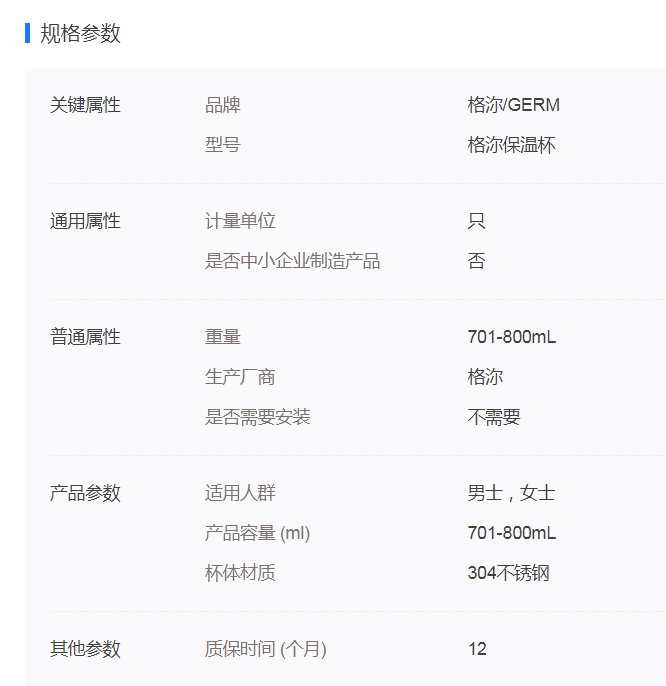 规格参数
关键属性 品牌 格沵/GERM
型号 格沵保温杯
通用属性 计量单位 只
是否中小企业制造产品 否
普通属性 重量 701-800mL
生产厂商 格沵
是否需要安装 不需要
产品参数 适用人群 男士，女士
产品容量 (ml) 701-800mL
杯体材质 304不锈钢
其他参数 质保时间 (个月) 12